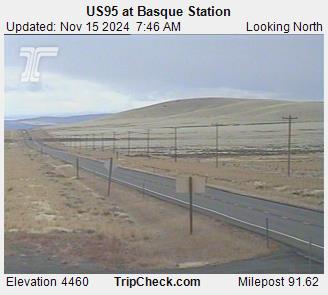 US95 at Basque Station
Updated: Nov 15 2024 7:46 AM Looking North
Elevation 4460 TripCheck.com Milepost 91.62